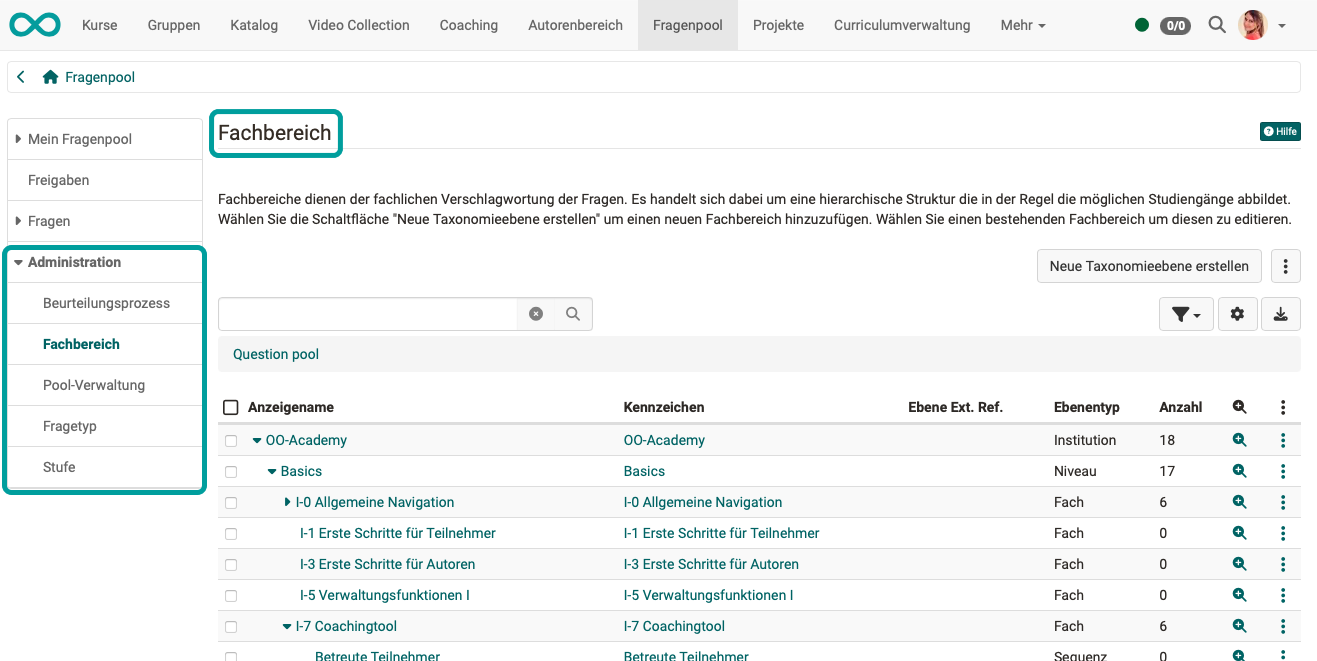 Kurse Gruppen Katalog Video Collection Coaching Autorenbereich Fragenpool Projekte Curriculumverwaltung Mehr 0/0
Fragenpool
Mein Fragenpool
Freigaben
Fragen
Administration
Beurteilungsprozess
Fachbereich
Pool-Verwaltung
Fragetyp
Stufe
Fachbereich
Hilfe
Fachbereiche dienen der fachlichen Verschlagwortung der Fragen. Es handelt sich dabei um eine hierarchische Struktur die in der Regel die möglichen Studiengänge abbildet.
Wählen Sie die Schaltfläche "Neue Taxonomieebene erstellen" um einen neuen Fachbereich hinzuzufügen. Wählen Sie einen bestehenden Fachbereich um diesen zu editieren.
Neue Taxonomieebene erstellen
Question pool
Anzeigename Kennzeichen Ebene Ext. Ref. Ebenentyp Anzahl
OO-Academy OO-Academy Institution 18
Basics Basics Niveau 17
I-0 Allgemeine Navigation I-0 Allgemeine Navigation Fach 6
I-1 Erste Schritte für Teilnehmer I-1 Erste Schritte für Teilnehmer Fach 0
I-3 Erste Schritte für Autoren I-3 Erste Schritte für Autoren Fach 0
I-5 Verwaltungsfunktionen I I-5 Verwaltungsfunktionen I Fach 0
I-7 Coachingtool I-7 Coachingtool Fach 6
Betreute Teilnehmer Betreute Teilnehmer Sequenz 0